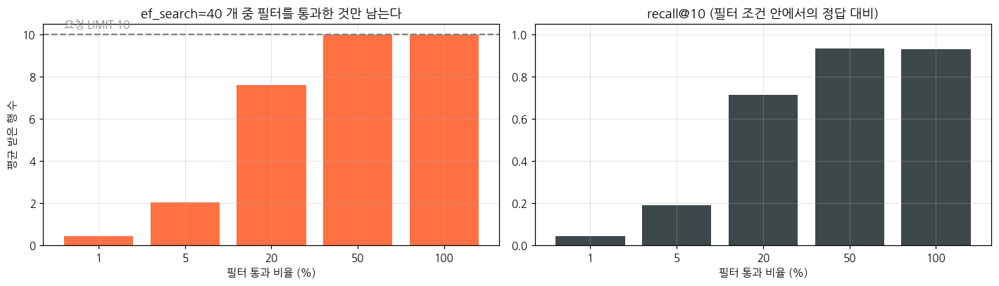 ef_search=40 개 중 필터를 통과한 것만 남는다
요청 LIMIT 10
10
8
6
4
2
0
평균 받은 행 수
1 5 20 50 100
필터 통과 비율 (%)
recall@10 (필터 조건 안에서의 정답 대비)
1.0
0.8
0.6
0.4
0.2
0.0
1 5 20 50 100
필터 통과 비율 (%)